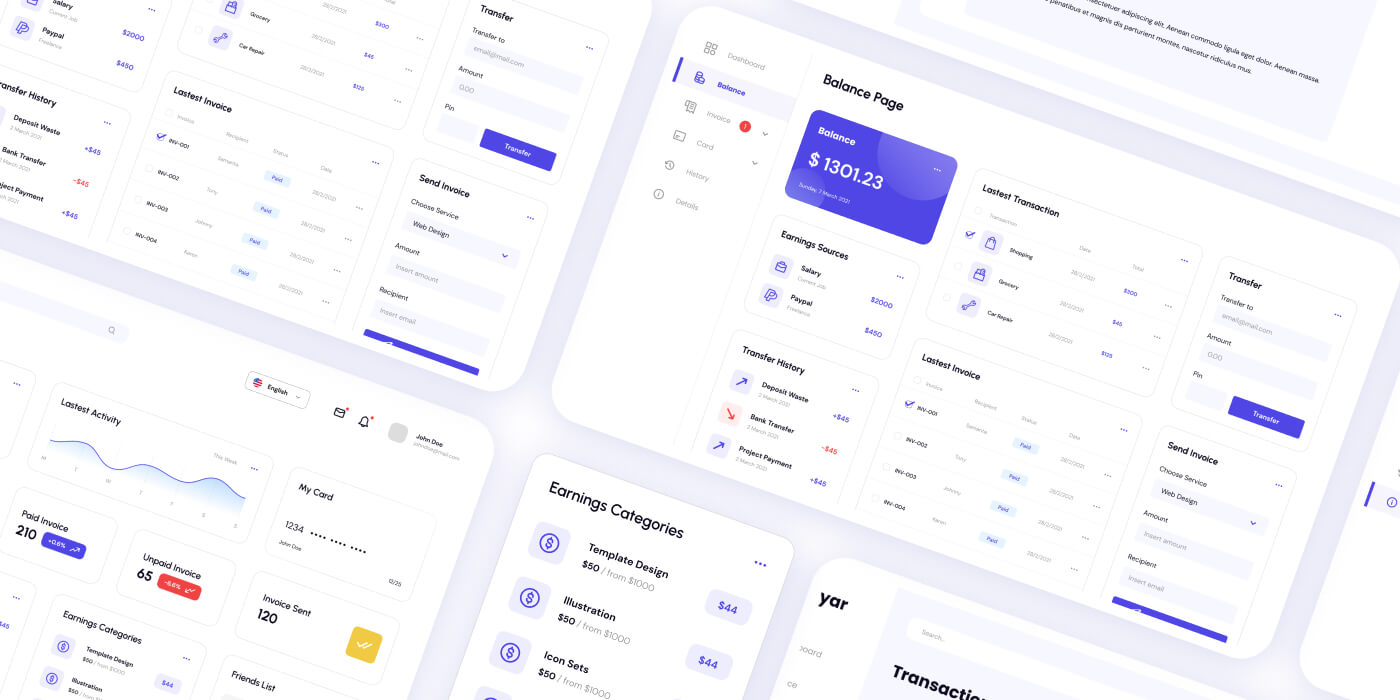 Salary
Current Job
$2000
Paypal
Freelance
$450
Transfer History
Deposit Waste
2 March 2021
+$45
Bank Transfer
2 March 2021
-$45
Project Payment
2 March 2021
+$45
$300
Grocery
28/2/2021
$45
Car Repair
28/2/2021
$125
Lastest Invoice
Invoice
Recipient
Status
Date
INV-001
Samanta
Paid
28/2/2021
INV-002
Tony
Paid
28/2/2021
INV-003
Johnny
Paid
28/2/2021
INV-004
Karen
Paid
28/2/2021
Transfer
Transfer to
email@mail.com
Amount
0.00
Pin
Transfer
Send Invoice
Choose Service
Web Design
Amount
Insert amount
Recipient
Insert email
consectetuer adipiscing elit. Aenean commodo ligula eget dolor. Aenean massa.
penatibus et magnis dis parturient montes, nascetur ridiculus mus.
Dashboard
Balance
Invoice
1
Card
History
Details
Balance Page
Balance
$ 1301.23
Sunday, 7 March 2021
Earnings Sources
Salary
Current Job
$2000
Paypal
Freelance
$450
Transfer History
Deposit Waste
2 March 2021
+$45
Bank Transfer
2 March 2021
-$45
Project Payment
2 March 2021
+$45
Lastest Transaction
Transaction
Date
Total
Shopping
28/2/2021
$300
Grocery
28/2/2021
$45
Car Repair
28/2/2021
$125
Lastest Invoice
Invoice
Recipient
Status
Date
INV-001
Samanta
Paid
28/2/2021
INV-002
Tony
Paid
28/2/2021
INV-003
Johnny
Paid
28/2/2021
INV-004
Karen
Paid
28/2/2021
Transfer
Transfer to
email@mail.com
Amount
0.00
Pin
Transfer
Send Invoice
Choose Service
Web Design
Amount
Insert amount
Recipient
Insert email
English
John Doe
johndoe@mail.com
Lastest Activity
This Week
M
T
W
T
F
S
S
My Card
1234 •••• •••• ••••
John Doe
12/25
Paid Invoice
210
+0.6%
Unpaid Invoice
65
-6.6%
Invoice Sent
120
$45
Earnings Categories
Template Design
$50 / from $1000
$44
Illustration
$50 / from $1000
Friends List
Earnings Categories
Template Design
$50 / from $1000
$44
Illustration
$50 / from $1000
$44
Icon Sets
$50 / from $1000
yar
Search..
Transaction